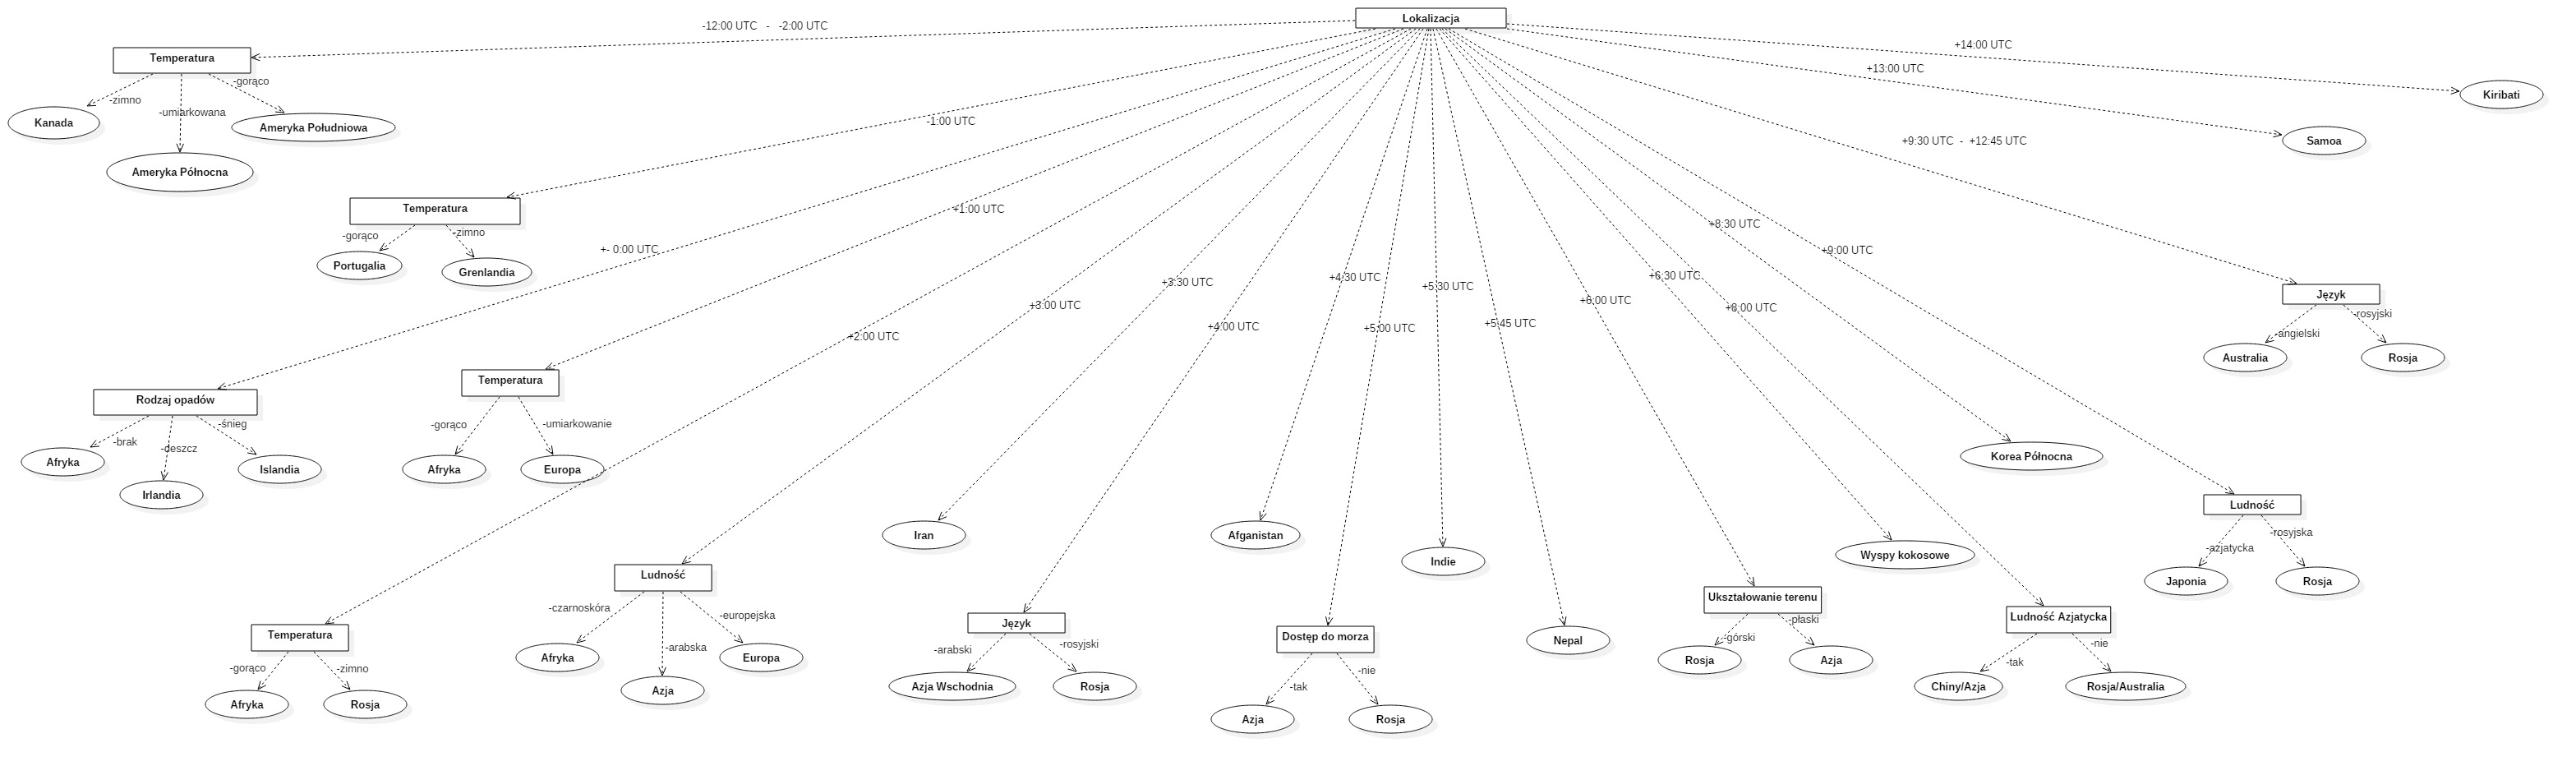 Lokalizacja
-12:00 UTC - -2:00 UTC
+14:00 UTC
+13:00 UTC
Temperatura
-zimno
-umiarkowana
-gorąco
Kanada
Ameryka Południowa
Ameryka Północna
Kiribati
Samoa
-1:00 UTC
+9:30 UTC - +12:45 UTC
Temperatura
-gorąco
-zimno
Portugalia
Grenlandia
+- 0:00 UTC
+1:00 UTC
+2:00 UTC
+3:00 UTC
+3:30 UTC
+4:00 UTC
+4:30 UTC
+5:00 UTC
+5:30 UTC
+5:45 UTC
+6:00 UTC
+6:30 UTC
+8:00 UTC
+8:30 UTC
+9:00 UTC
Język
-angielski
-rosyjski
Australia
Rosja
Rodzaj opadów
-brak
-deszcz
-śnieg
Afryka
Irlandia
Islandia
Temperatura
-gorąco
-umiarkowanie
Afryka
Europa
Temperatura
-gorąco
-zimno
Afryka
Rosja
Ludność
-czarnoskóra
-arabska
-europejska
Afryka
Azja
Europa
Iran
Język
-arabski
-rosyjski
Azja Wschodnia
Rosja
Afganistan
Dostęp do morza
-tak
-nie
Azja
Rosja
Indie
Nepal
Ukształowanie terenu
-górski
-płaski
Rosja
Azja
Wyspy kokosowe
Ludność Azjatycka
-tak
-nie
Chiny/Azja
Rosja/Australia
Korea Północna
Ludność
-azjatycka
-rosyjska
Japonia
Rosja